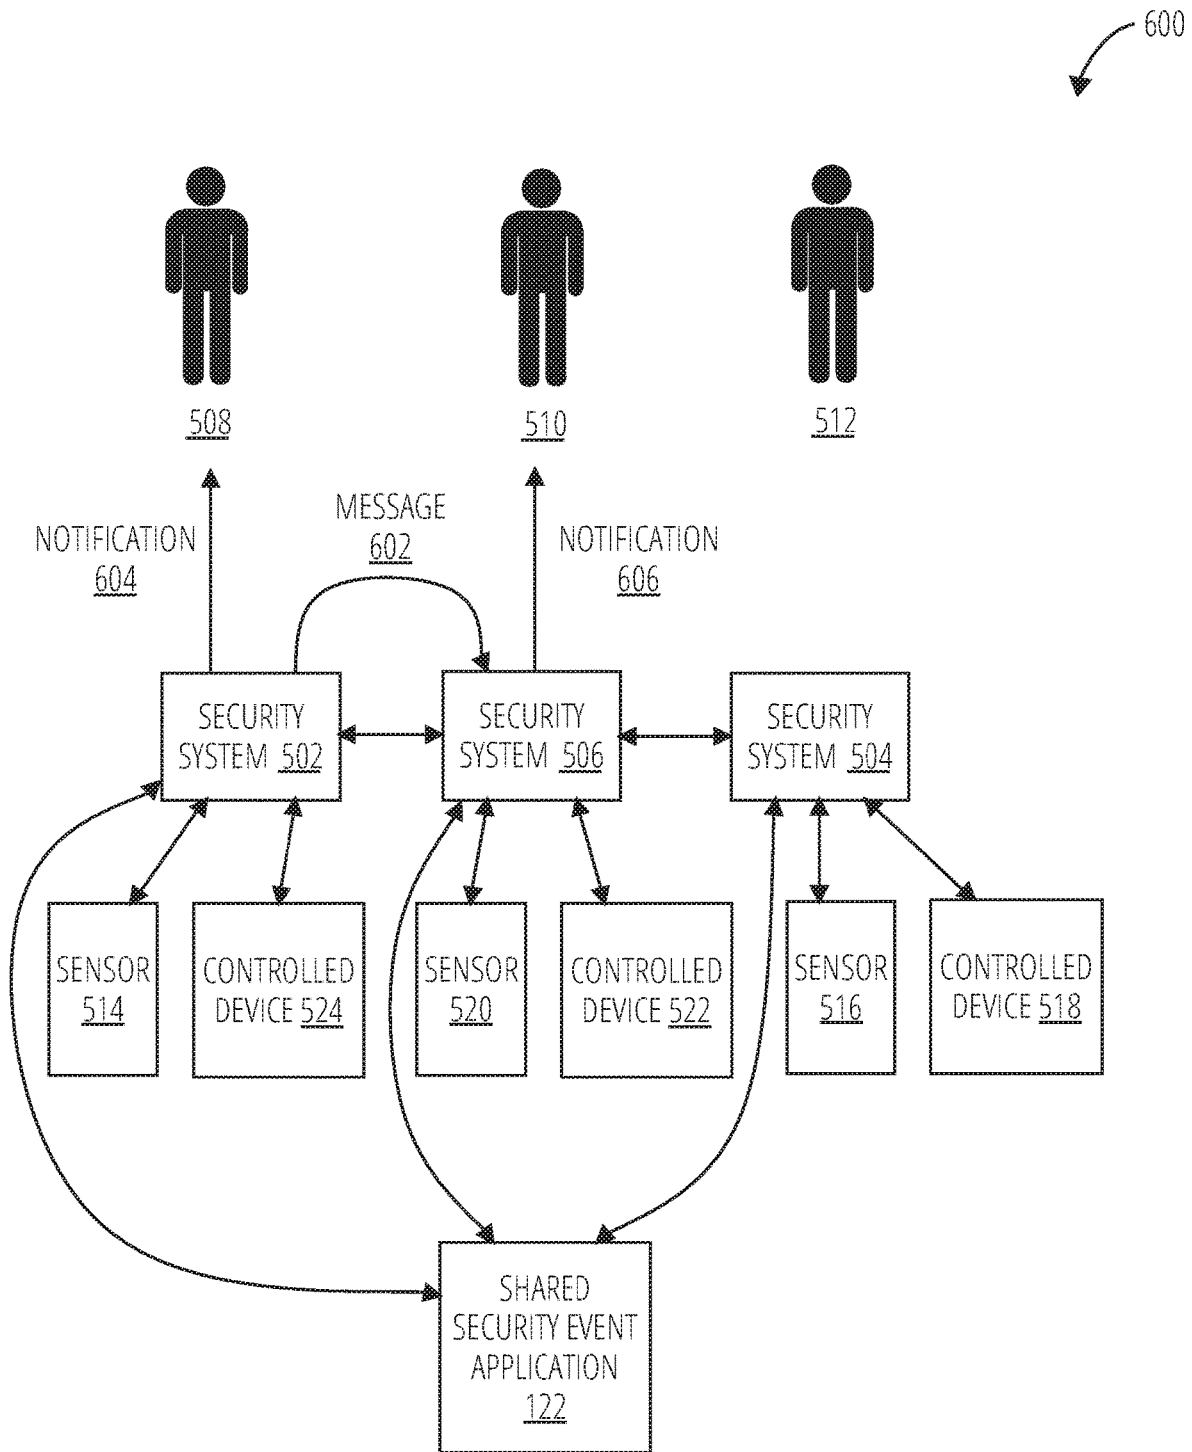 600
508
510
512
MESSAGE
602
NOTIFICATION
604
NOTIFICATION
606
SECURITY
SYSTEM 502
SECURITY
SYSTEM 506
SECURITY
SYSTEM 504
SENSOR
514
CONTROLLED
DEVICE 524
SENSOR
520
CONTROLLED
DEVICE 522
SENSOR
516
CONTROLLED
DEVICE 518
SHARED
SECURITY EVENT
APPLICATION
122